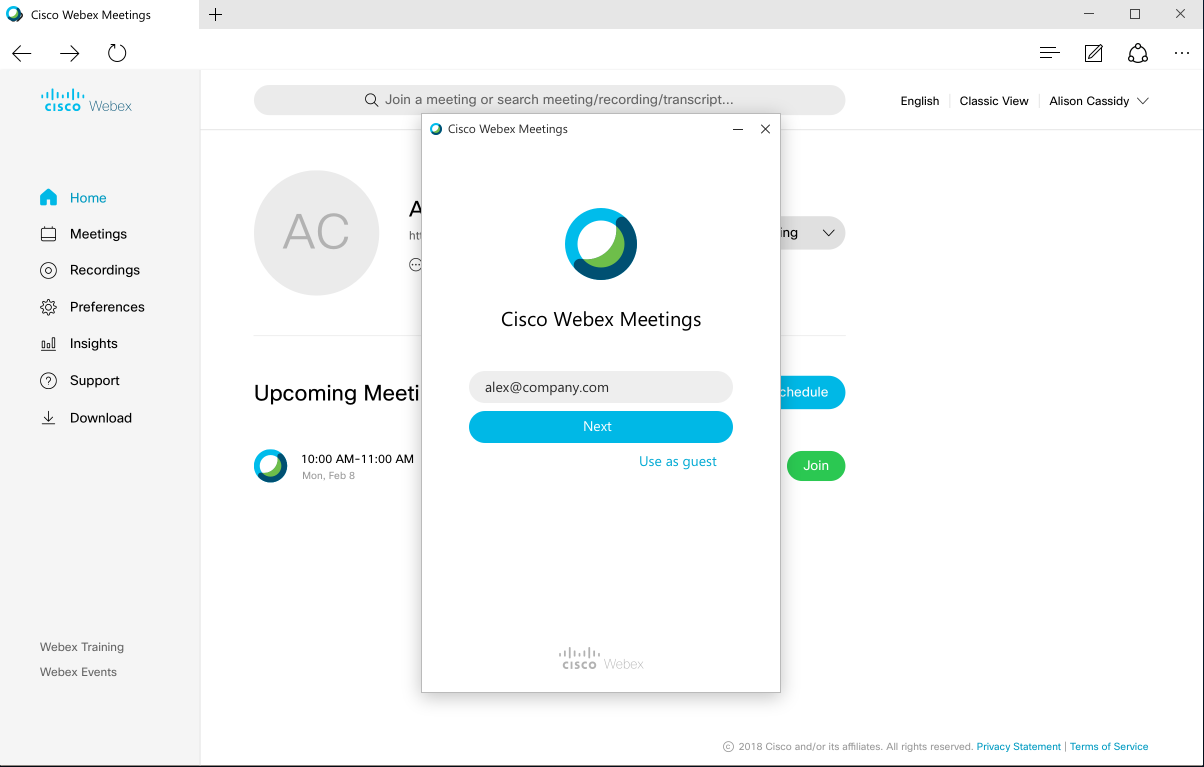 Cisco Webex Meetings
cisco Webex
Join a meeting or search meeting/recording/transcript...
English
Classic View
Alison Cassidy
Home
Meetings
Recordings
Preferences
Insights
Support
Download
Webex Training
Webex Events
AC
A
Upcoming Meeti
10:00 AM-11:00 AM
Mon, Feb 8
Join
Cisco Webex Meetings
Cisco Webex Meetings
alex@company.com
Next
Use as guest
cisco Webex
© 2018 Cisco and/or its affiliates. All rights reserved. Privacy Statement | Terms of Service